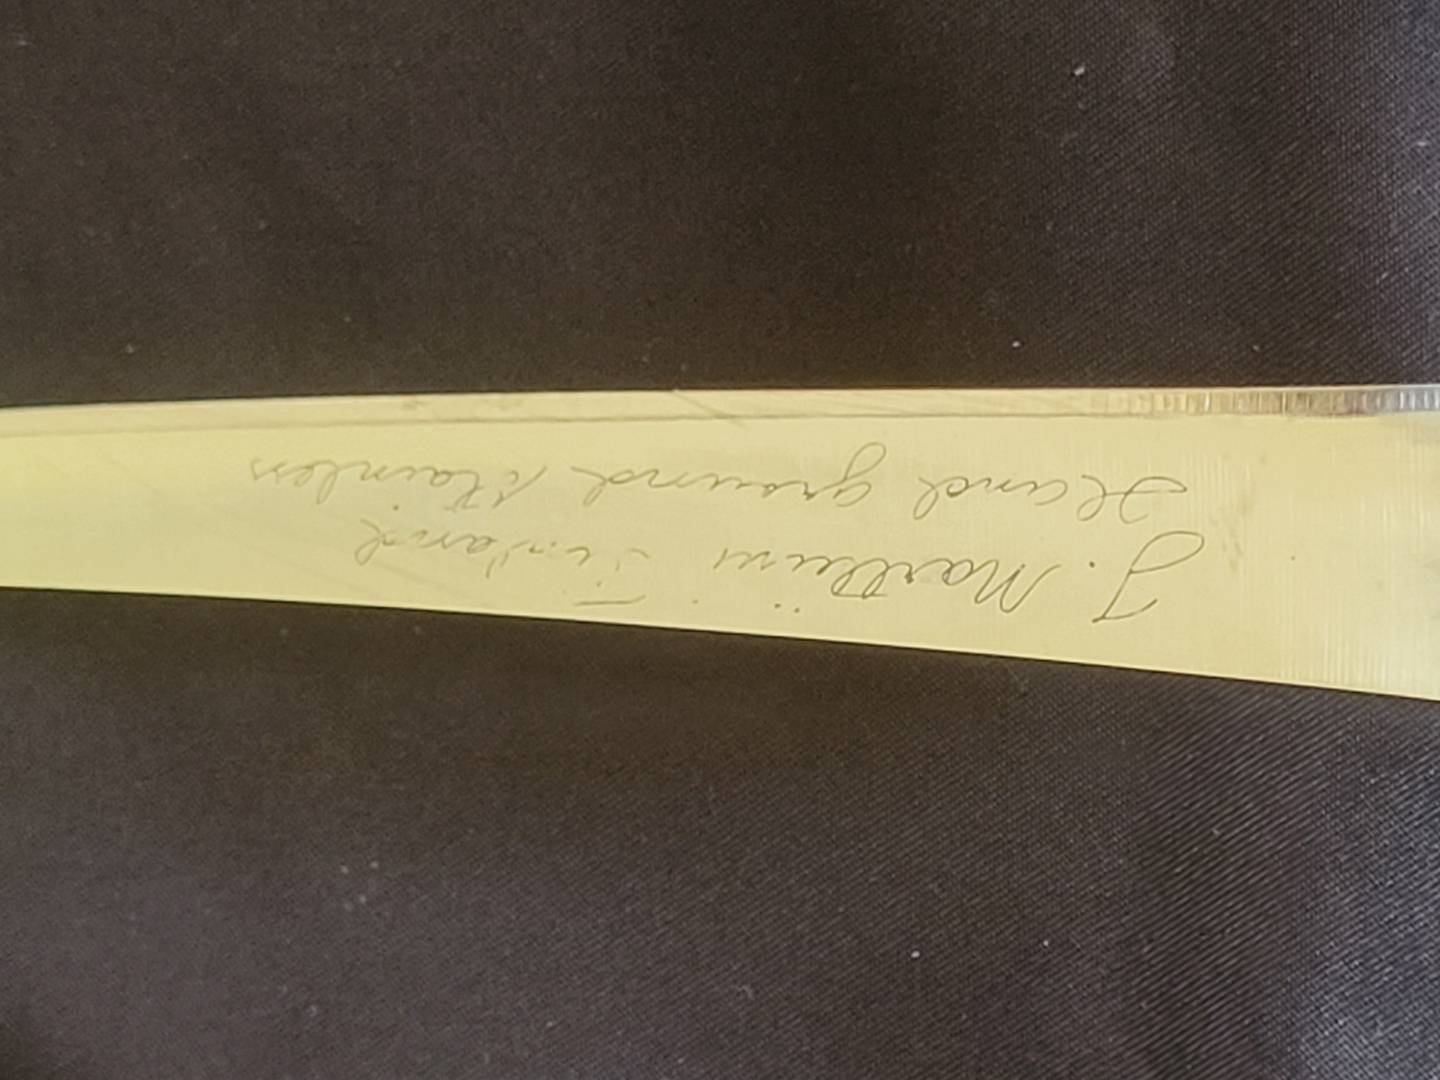 J. Marttiini Finland
Hand ground Stainless